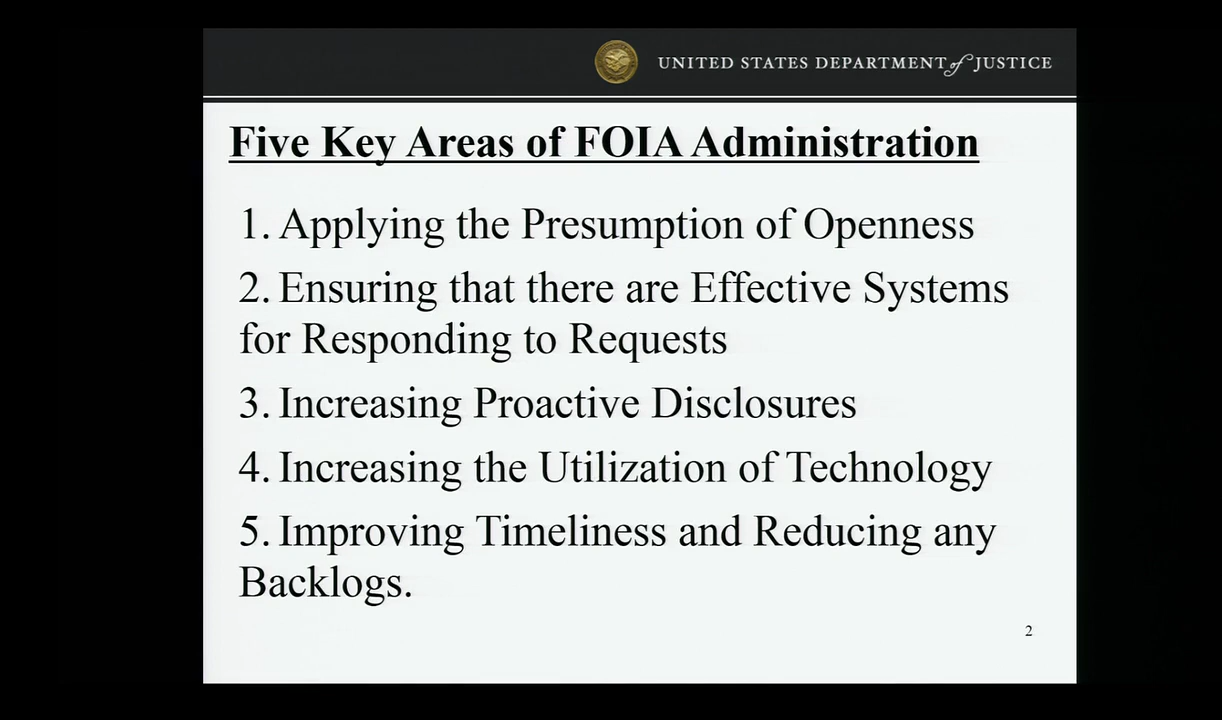 UNITED STATES DEPARTMENT of JUSTICE
Five Key Areas of FOIA Administration
1. Applying the Presumption of Openness
2. Ensuring that there are Effective Systems
for Responding to Requests
3. Increasing Proactive Disclosures
4. Increasing the Utilization of Technology
5. Improving Timeliness and Reducing any
Backlogs.
2